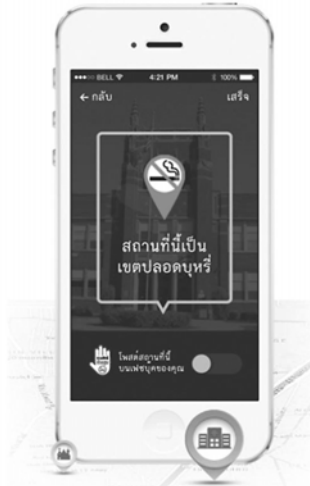 BELL 4:21 PM 100%
← กลับ เสร็จ
สถานที่นี้เป็น
เขตปลอดบุหรี่
โพสต์สถานที่นี้
บนเฟซบุคของคุณ